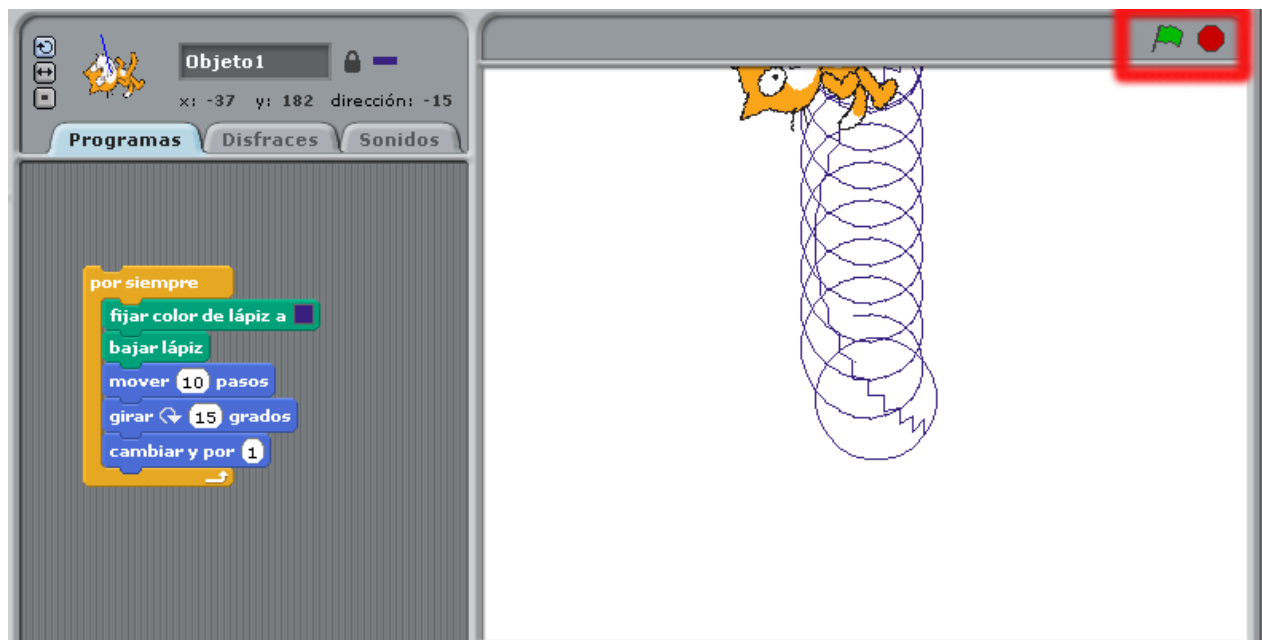 Objeto1
x: -37 y: 182 dirección: -15
Programas Disfraces Sonidos
por siempre
fijar color de lápiz a
bajar lápiz
mover 10 pasos
girar 15 grados
cambiar y por 1